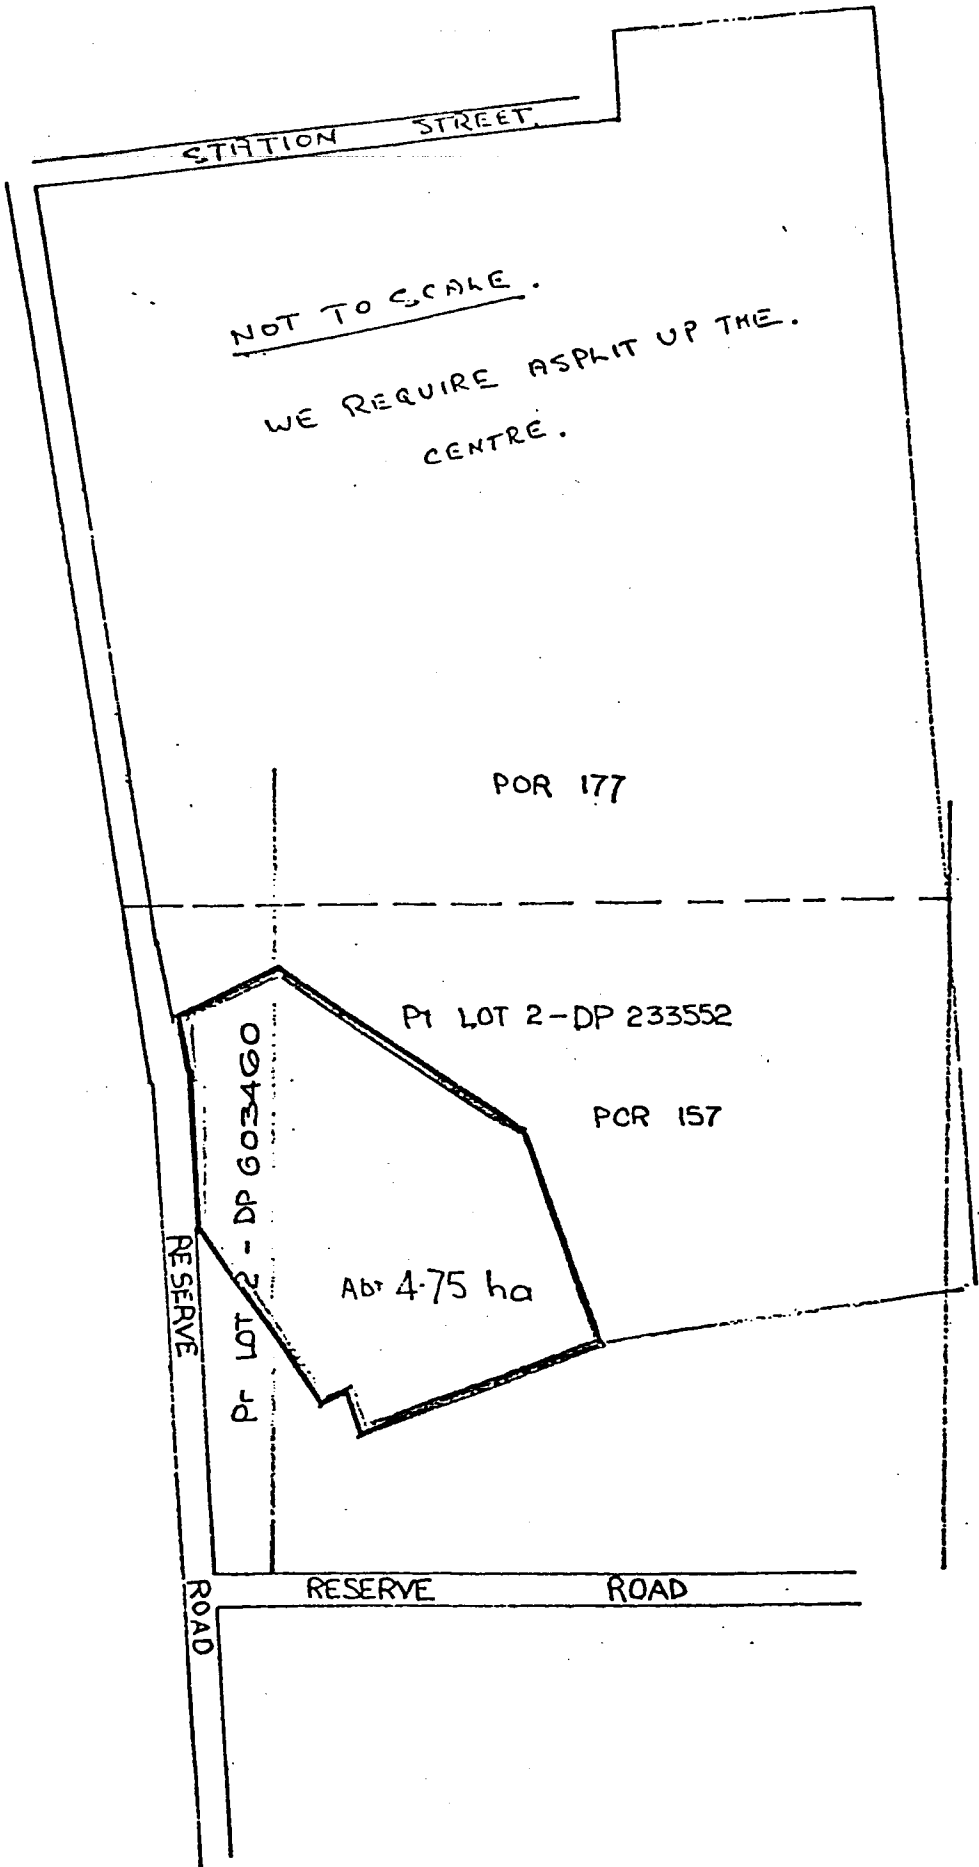 STATION STREET.
NOT TO SCALE.
WE REQUIRE ASPLIT UP THE.
CENTRE.
POR 177
Pt LOT 2-DP 233552
POR 157
Pt LOT 2 - DP 603460
Abt 4.75 ha
RESERVE ROAD
RESERVE ROAD